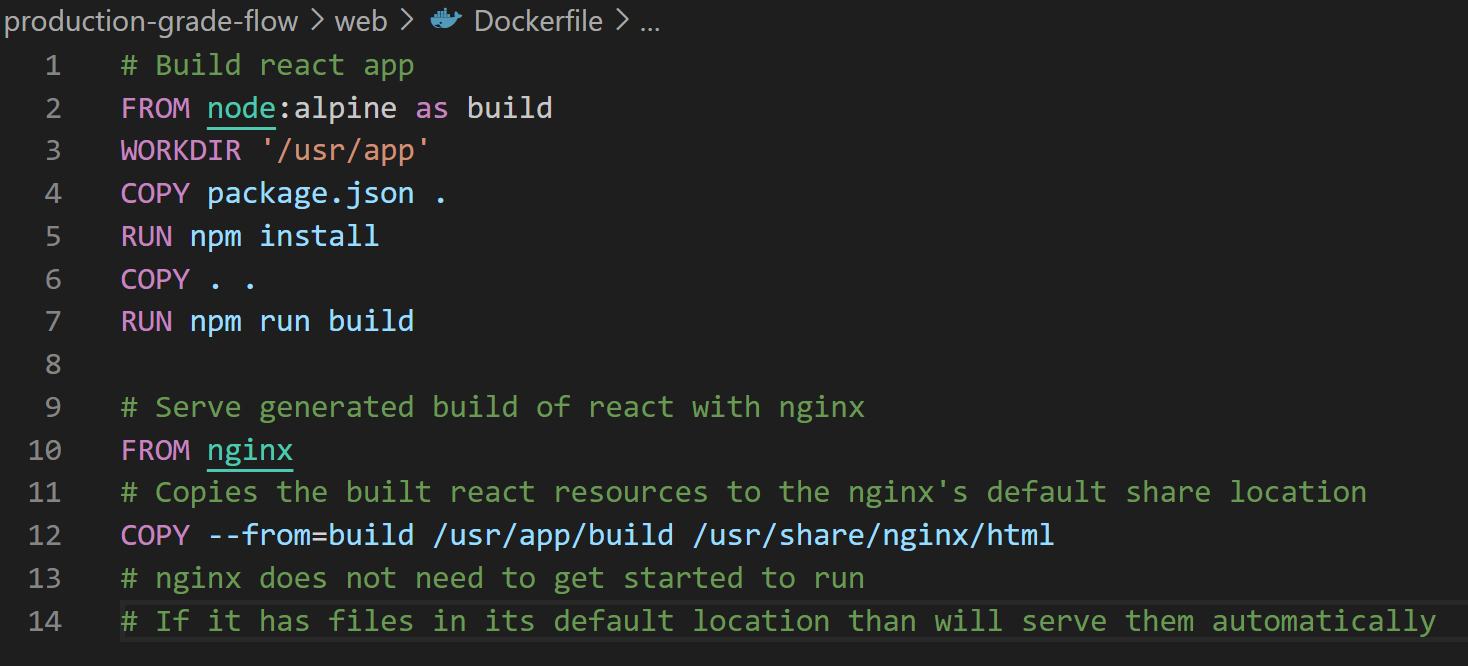 production-grade-flow > web > Dockerfile > ...
1 # Build react app
2 FROM node:alpine as build
3 WORKDIR '/usr/app'
4 COPY package.json .
5 RUN npm install
6 COPY . .
7 RUN npm run build
8
9 # Serve generated build of react with nginx
10 FROM nginx
11 # Copies the built react resources to the nginx's default share location
12 COPY --from=build /usr/app/build /usr/share/nginx/html
13 # nginx does not need to get started to run
14 # If it has files in its default location than will serve them automatically